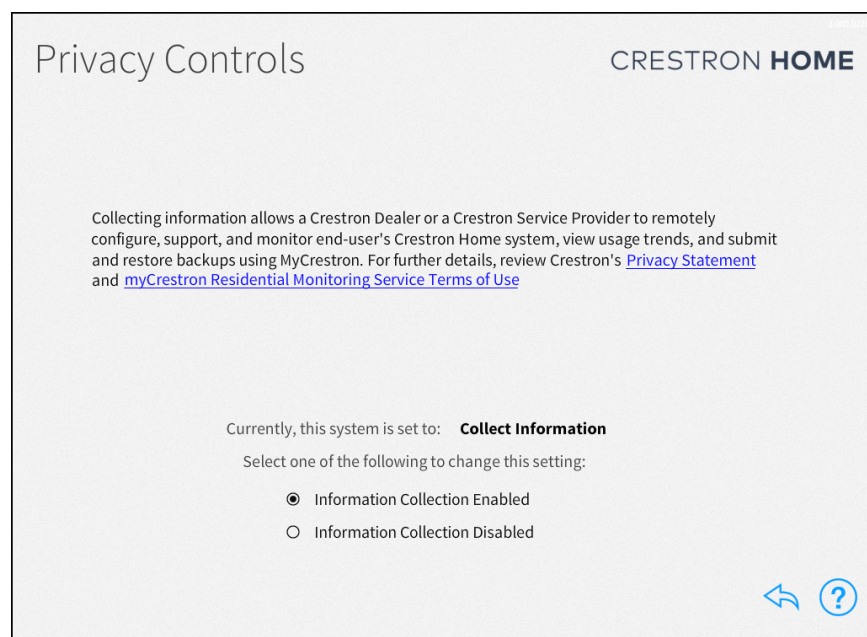 Privacy Controls
CRESTRON HOME
Collecting information allows a Crestron Dealer or a Crestron Service Provider to remotely
configure, support, and monitor end-user's Crestron Home system, view usage trends, and submit
and restore backups using MyCrestron. For further details, review Crestron's Privacy Statement
and myCrestron Residential Monitoring Service Terms of Use
Currently, this system is set to: Collect Information
Select one of the following to change this setting:
Information Collection Enabled
Information Collection Disabled
?